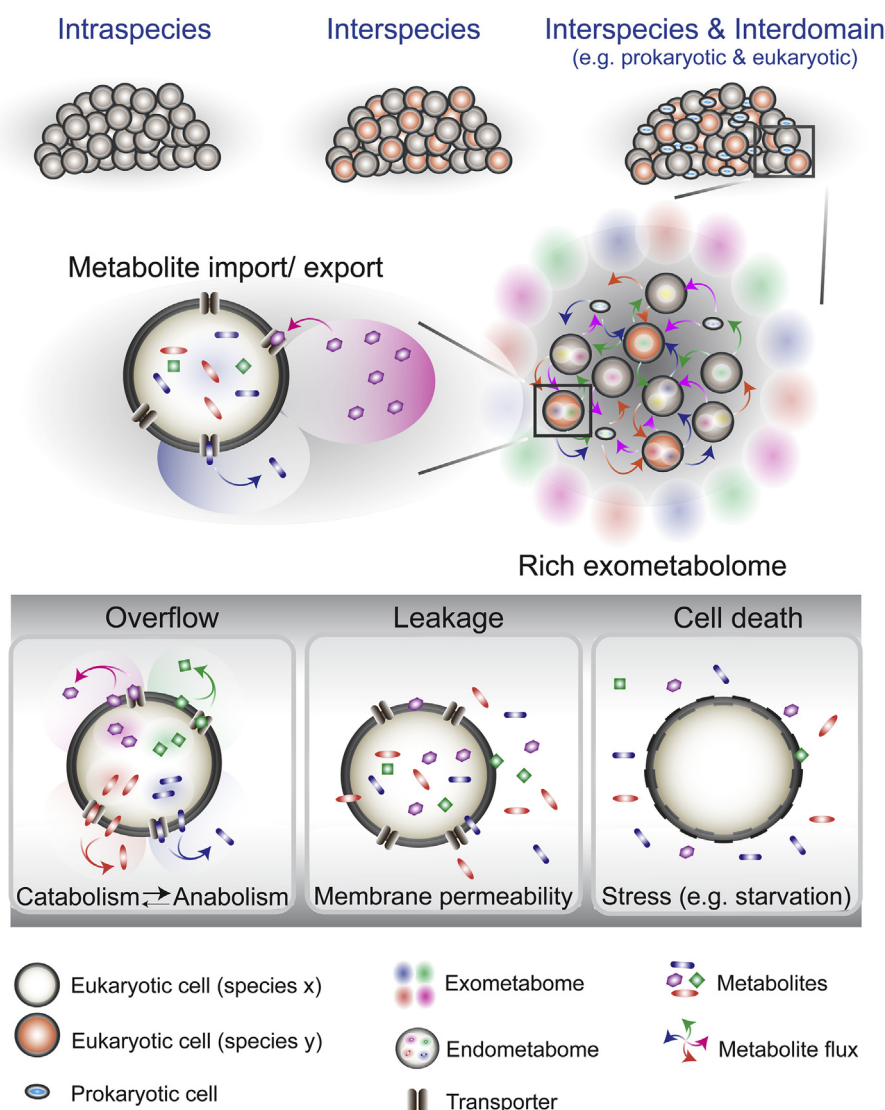 Intraspecies
Interspecies
Interspecies & Interdomain
(e.g. prokaryotic & eukaryotic)
Metabolite import/ export
Rich exometabolome
Overflow
Leakage
Cell death
Catabolism⇄Anabolism
Membrane permeability
Stress (e.g. starvation)
Eukaryotic cell (species x)
Exometabome
Metabolites
Eukaryotic cell (species y)
Endometabome
Metabolite flux
Prokaryotic cell
Transporter